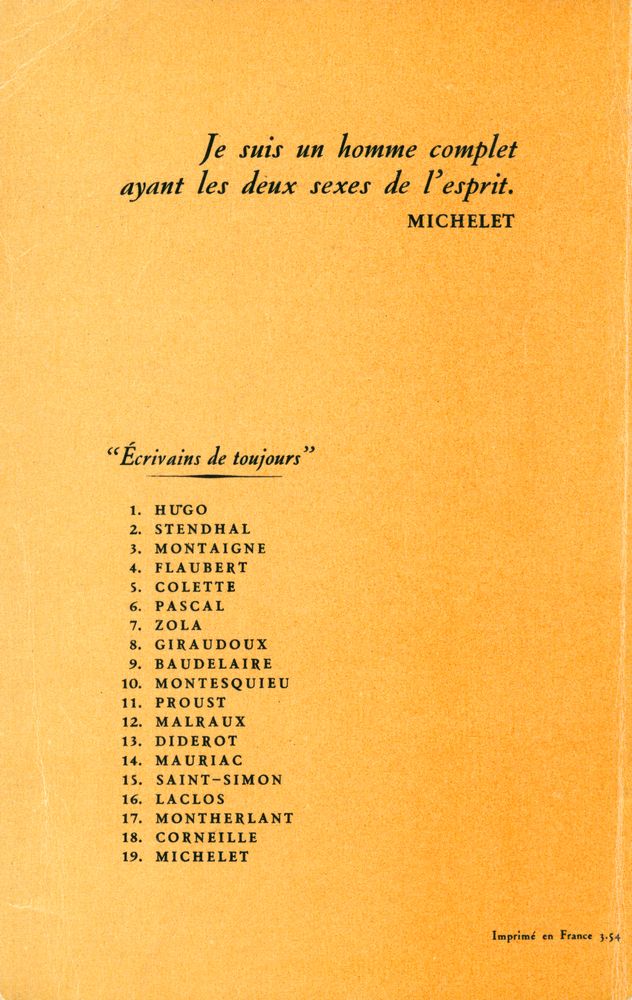 Je suis un homme complet
ayant les deux sexes de l'esprit.
MICHELET
“Écrivains de toujours”
1. HUGO
2. STENDHAL
3. MONTAIGNE
4. FLAUBERT
5. COLETTE
6. PASCAL
7. ZOLA
8. GIRAUDOUX
9. BAUDELAIRE
10. MONTESQUIEU
11. PROUST
12. MALRAUX
13. DIDEROT
14. MAURIAC
15. SAINT-SIMON
16. LACLOS
17. MONTHERLANT
18. CORNEILLE
19. MICHELET
Imprimé en France 3.54